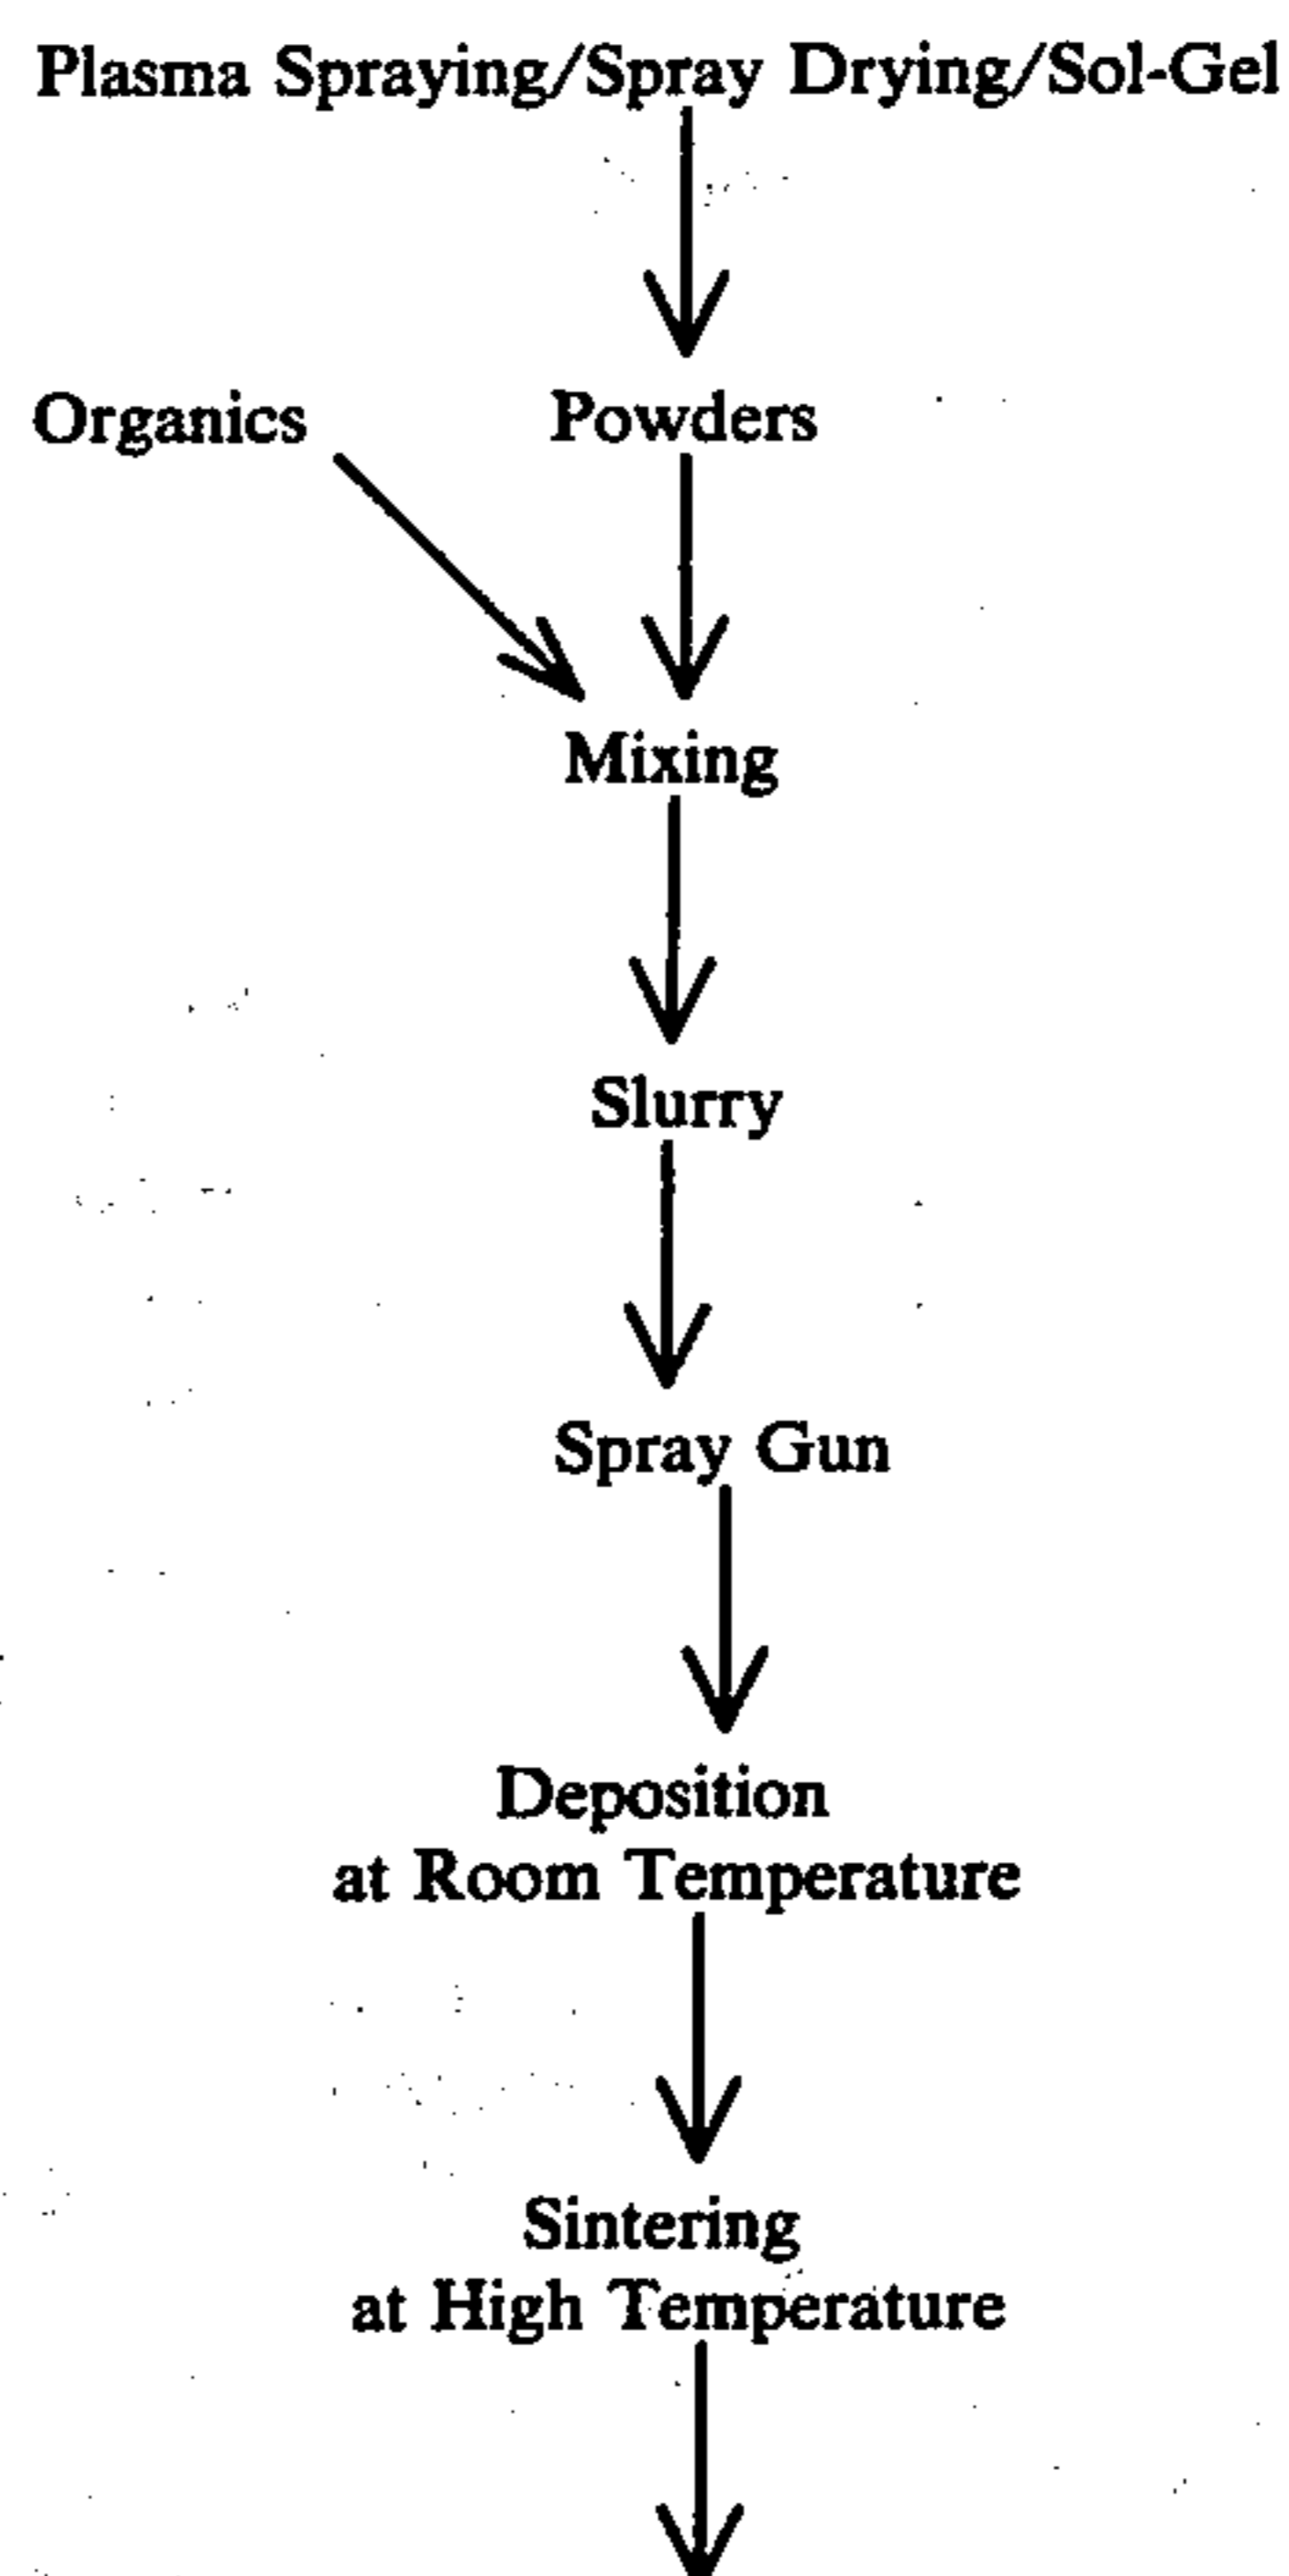 Plasma Spraying/Spray Drying/Sol-Gel
Organics
Powders
Mixing
Slurry
Spray Gun
Deposition
at Room Temperature
Sintering
at High Temperature